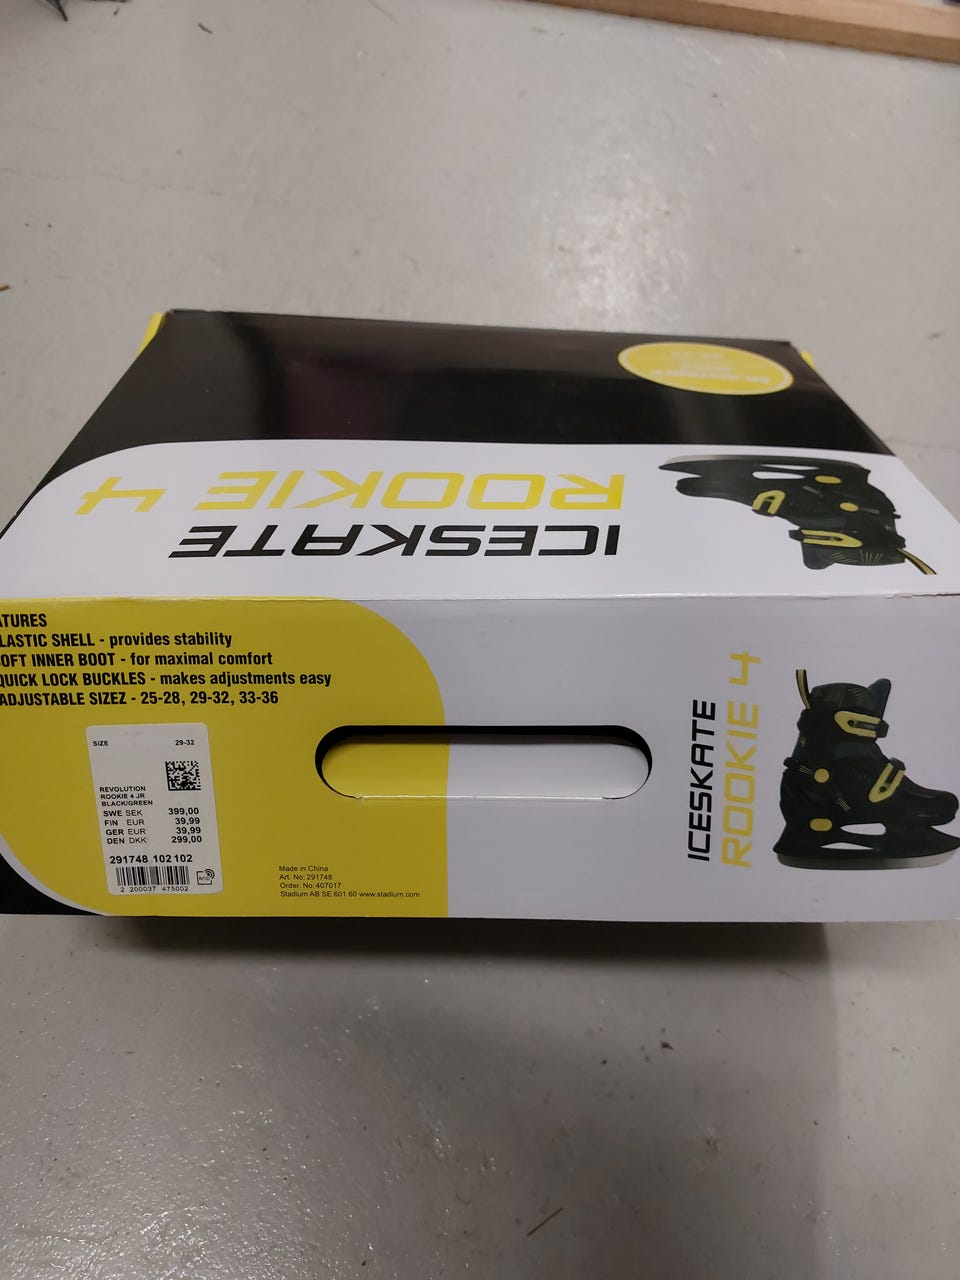 ROOKIE 4
ICESKATE
ATURES
LASTIC SHELL - provides stability
OFT INNER BOOT - for maximal comfort
QUICK LOCK BUCKLES - makes adjustments easy
ADJUSTABLE SIZEZ - 25-28, 29-32, 33-36
SIZE 29-32
REVOLUTION
ROOKIE 4 JR
BLACK/GREEN
SWE SEK 399,00
FIN EUR 39,99
GER EUR 39,99
DEN DKK 299,00
291748 102 102
2 200037 475002
Made in China
Art. No: 291748
Order. No: 407017
Stadium AB SE 601 60 www.stadium.com
ICESKATE
ROOKIE 4